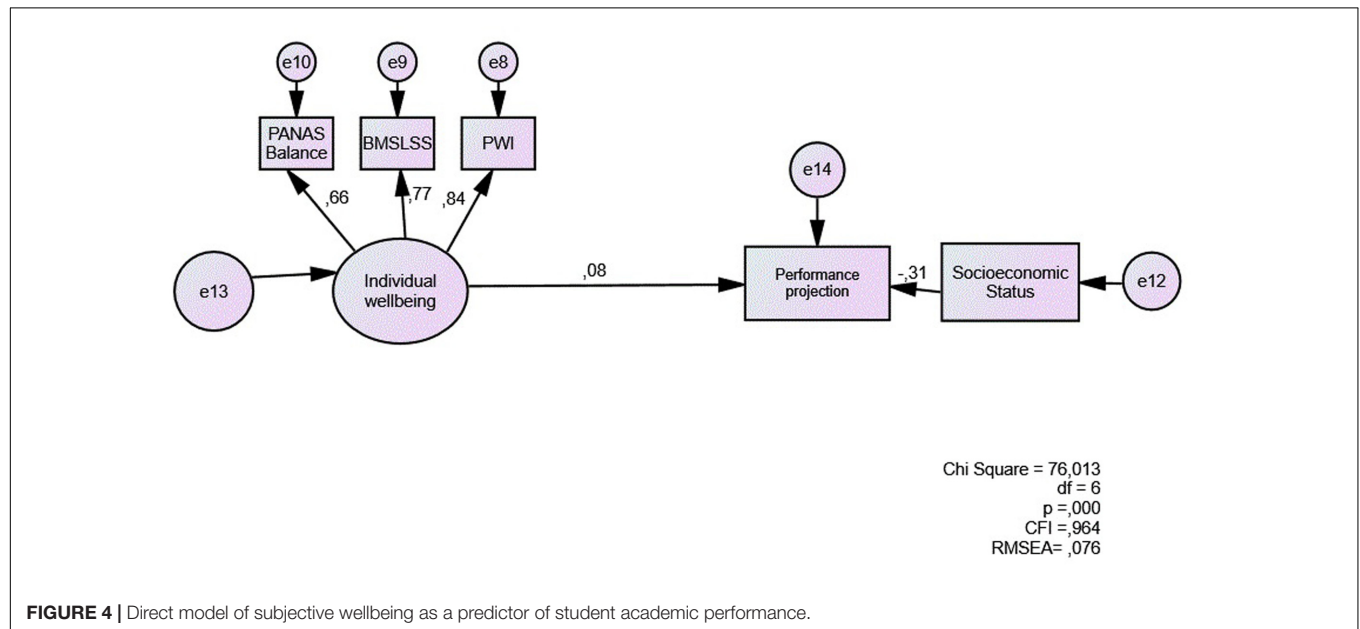 e10
e9
e8
PANAS
Balance
BMSLSS
PWI
,66
,77
,84
e14
e13
Individual
wellbeing
,08
Performance
projection
-,31
Socioeconomic
Status
e12
Chi Square = 76,013
df = 6
p =,000
CFI =,964
RMSEA= ,076
FIGURE 4 | Direct model of subjective wellbeing as a predictor of student academic performance.